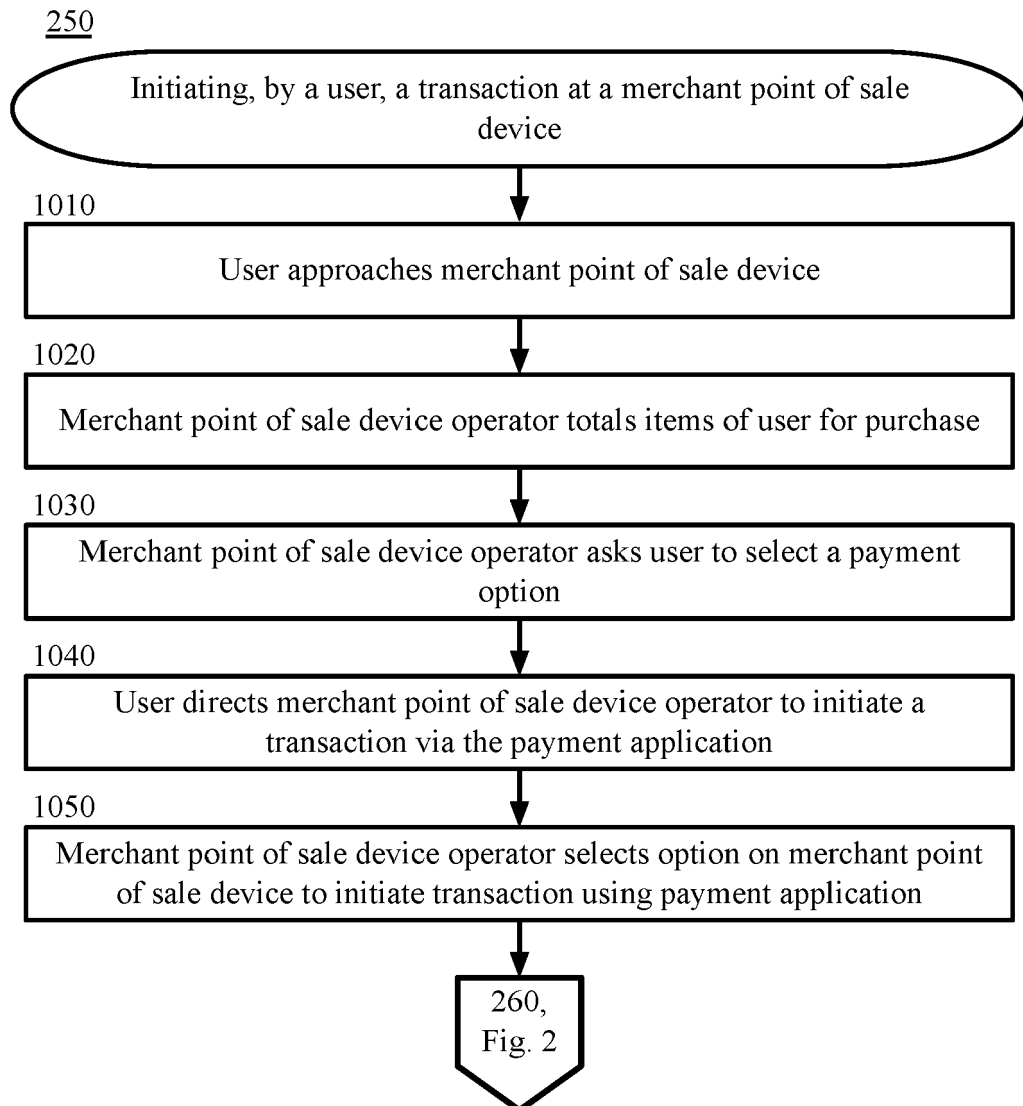 250
Initiating, by a user, a transaction at a merchant point of sale
device
1010
User approaches merchant point of sale device
1020
Merchant point of sale device operator totals items of user for purchase
1030
Merchant point of sale device operator asks user to select a payment
option
1040
User directs merchant point of sale device operator to initiate a
transaction via the payment application
1050
Merchant point of sale device operator selects option on merchant point
of sale device to initiate transaction using payment application
260,
Fig. 2